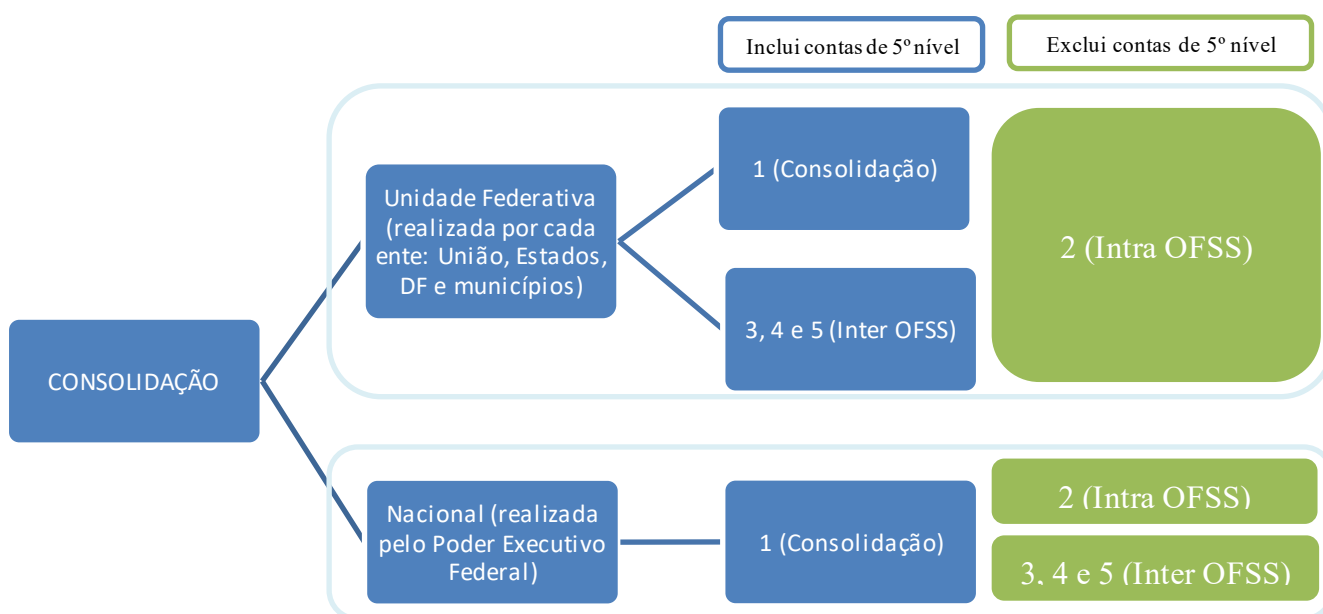 Inclui contas de 5º nível
Exclui contas de 5º nível
Unidade Federativa
(realizada por cada
ente: União, Estados,
DF e municípios)
1 (Consolidação)
2 (Intra OFSS)
3, 4 e 5 (Inter OFSS)
CONSOLIDAÇÃO
Nacional (realizada
pelo Poder Executivo
Federal)
1 (Consolidação)
2 (Intra OFSS)
3, 4 e 5 (Inter OFSS)